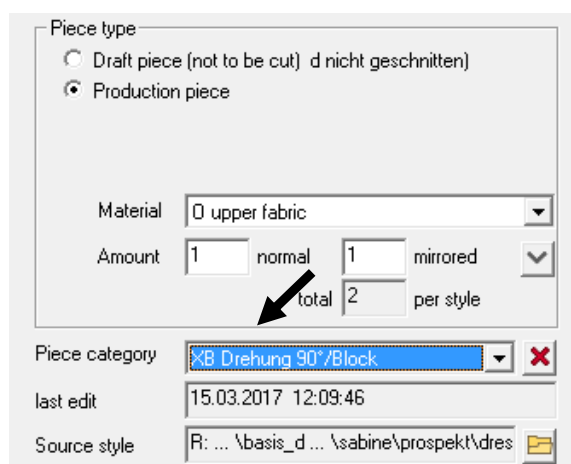 Piece type
Draft piece (not to be cut) d nicht geschnitten)
Production piece
Material O upper fabric
Amount 1 normal 1 mirrored
total 2 per style
Piece category XB Drehung 90°/Block
last edit 15.03.2017 12:09:46
Source style R: ... \basis_d ... \sabine\prospekt\dres